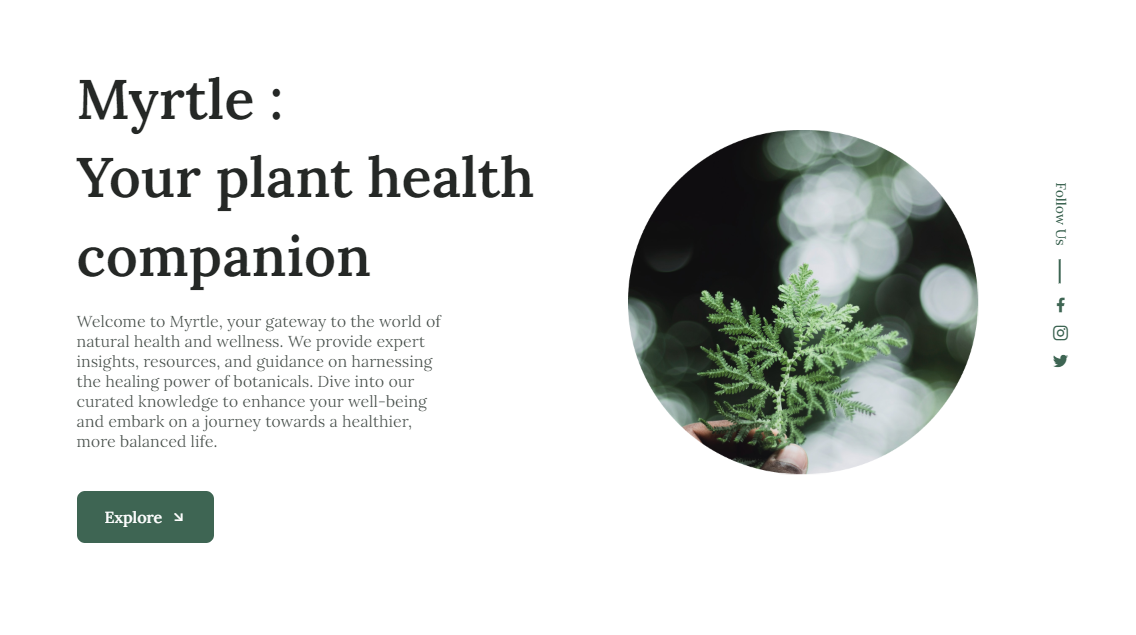 Myrtle :
Your plant health
companion
Welcome to Myrtle, your gateway to the world of
natural health and wellness. We provide expert
insights, resources, and guidance on harnessing
the healing power of botanicals. Dive into our
curated knowledge to enhance your well-being
and embark on a journey towards a healthier,
more balanced life.
Explore
Follow Us